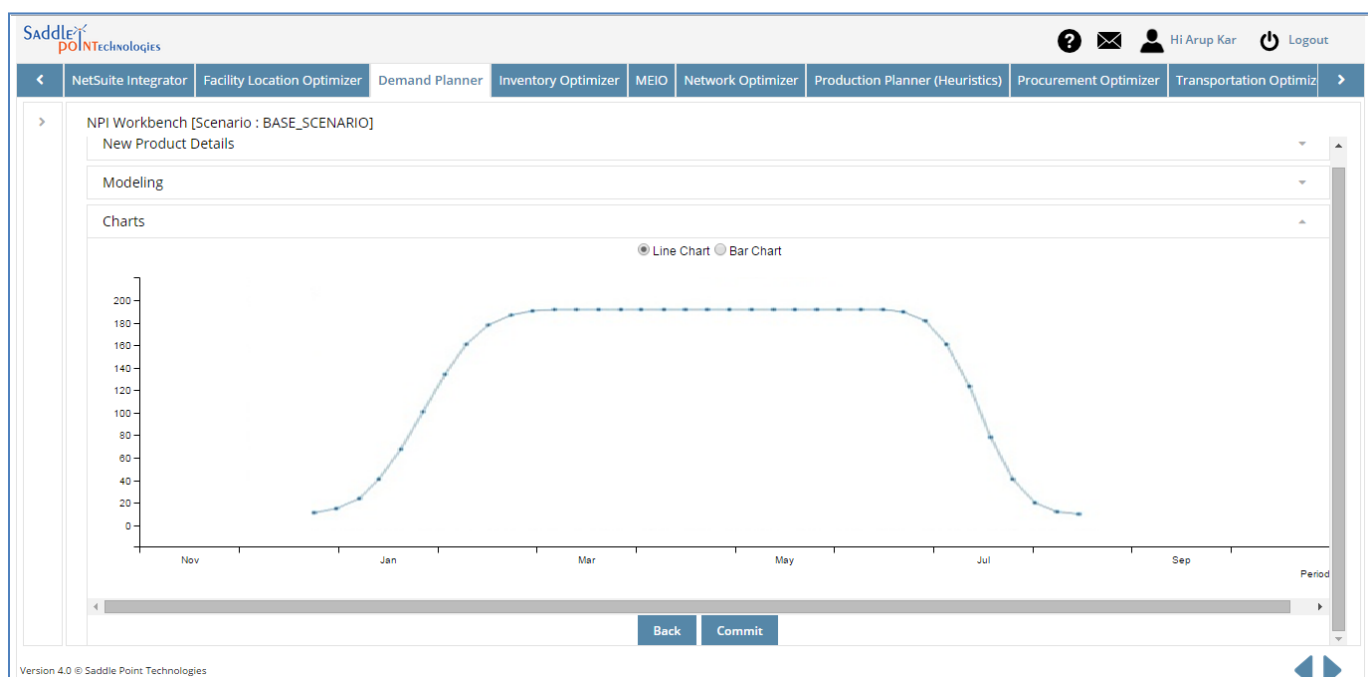 SAddlE
poINTTEchNologies
? Hi Arup Kar Logout
< NetSuite Integrator Facility Location Optimizer Demand Planner Inventory Optimizer MEIO Network Optimizer Production Planner (Heuristics) Procurement Optimizer Transportation Optimiz >
> NPI Workbench [Scenario : BASE_SCENARIO]
New Product Details
Modeling
Charts
Line Chart Bar Chart
200
180
160
140
120
100
80
60
40
20
0
Nov Jan Mar May Jul Sep
Period
Back Commit
Version 4.0 © Saddle Point Technologies